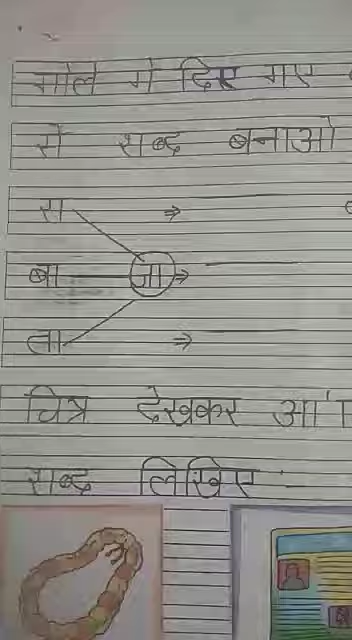 गोले में दिए गए
से शब्द बनाओ
रा ⇒
बा जा ⇒
ता ⇒
चित्र देखकर आ'ा
शब्द लिखिए :-